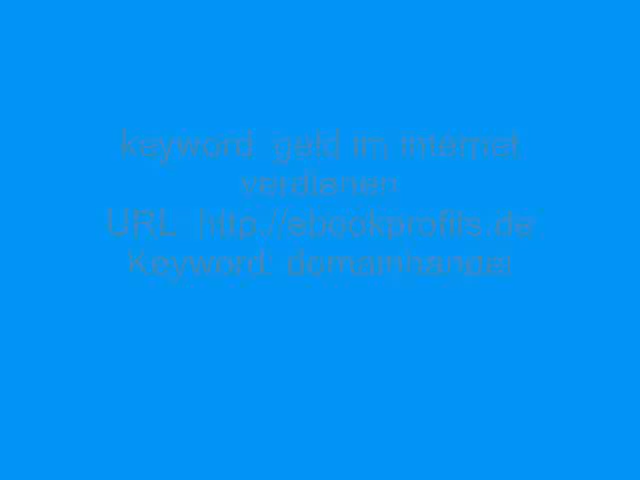 keyword: geld im internet
verdienen
URL: http://ebookprofits.de
Keyword: domainhandel